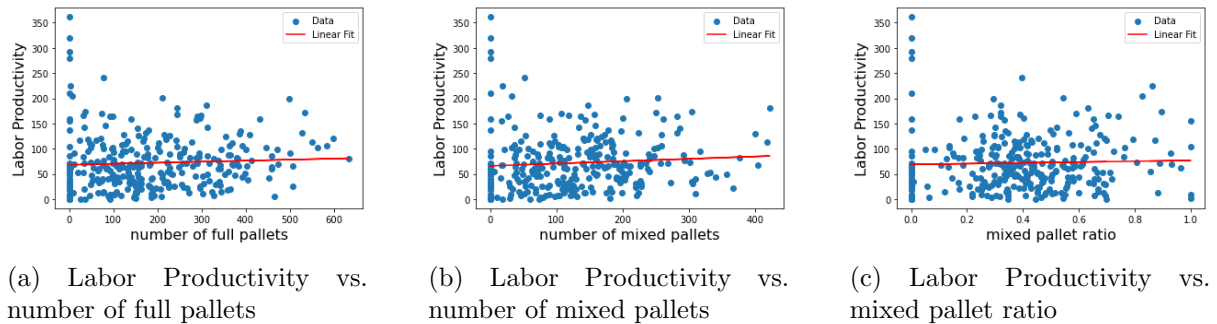 350
300
250
200
150
100
50
0
Labor Productivity
Data
Linear Fit
0 100 200 300 400 500 600
number of full pallets
350
300
250
200
150
100
50
0
Labor Productivity
Data
Linear Fit
0 100 200 300 400
number of mixed pallets
350
300
250
200
150
100
50
0
Labor Productivity
Data
Linear Fit
0.0 0.2 0.4 0.6 0.8 1.0
mixed pallet ratio
(a) Labor Productivity vs.
number of full pallets
(b) Labor Productivity vs.
number of mixed pallets
(c) Labor Productivity vs.
mixed pallet ratio